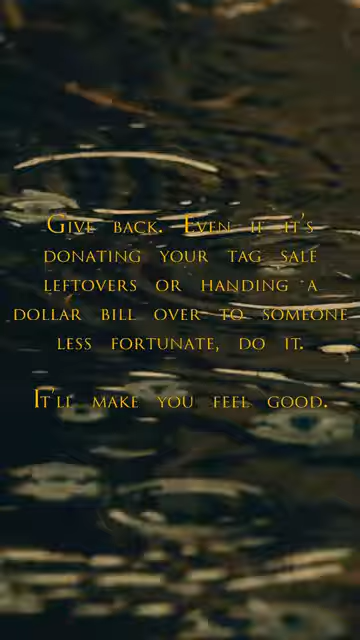 Give back. Even if it's
donating your tag sale
leftovers or handing a
dollar bill over to someone
less fortunate, do it.
It'll make you feel good.